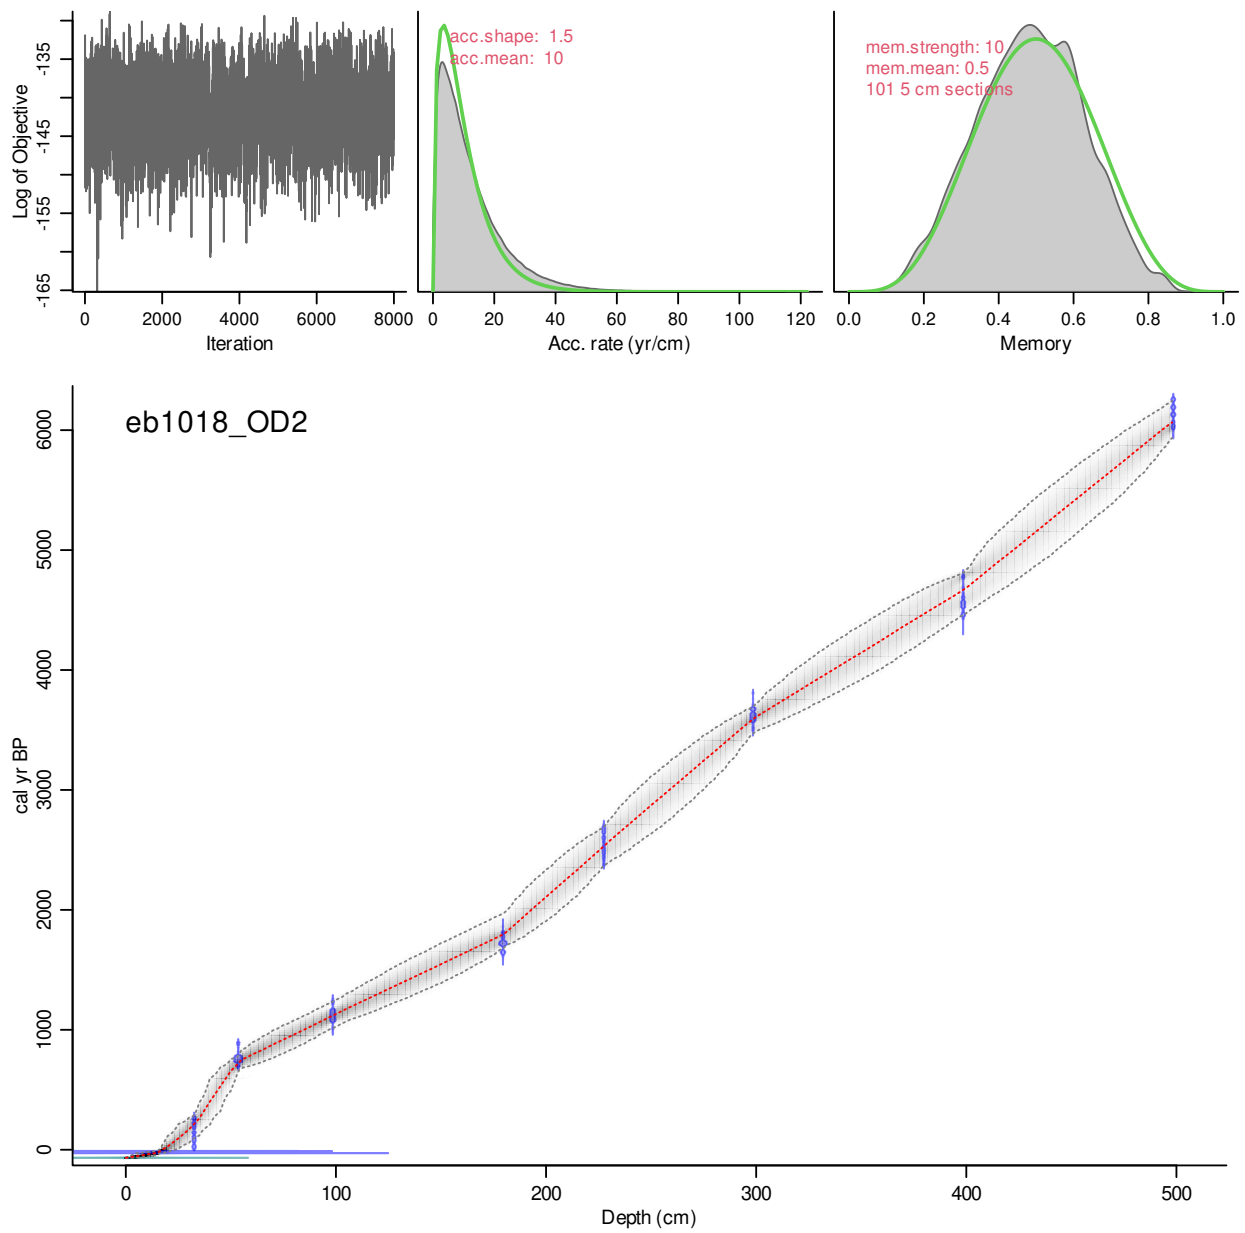 -135
-145
-155
-165
Log of Objective
0 2000 4000 6000 8000
Iteration
acc.shape: 1.5
acc.mean: 10
0 20 40 60 80 100 120
Acc. rate (yr/cm)
mem.strength: 10
mem.mean: 0.5
101 5 cm sections
0.0 0.2 0.4 0.6 0.8 1.0
Memory
eb1018_OD2
6000
5000
4000
3000
2000
1000
0
cal yr BP
0 100 200 300 400 500
Depth (cm)